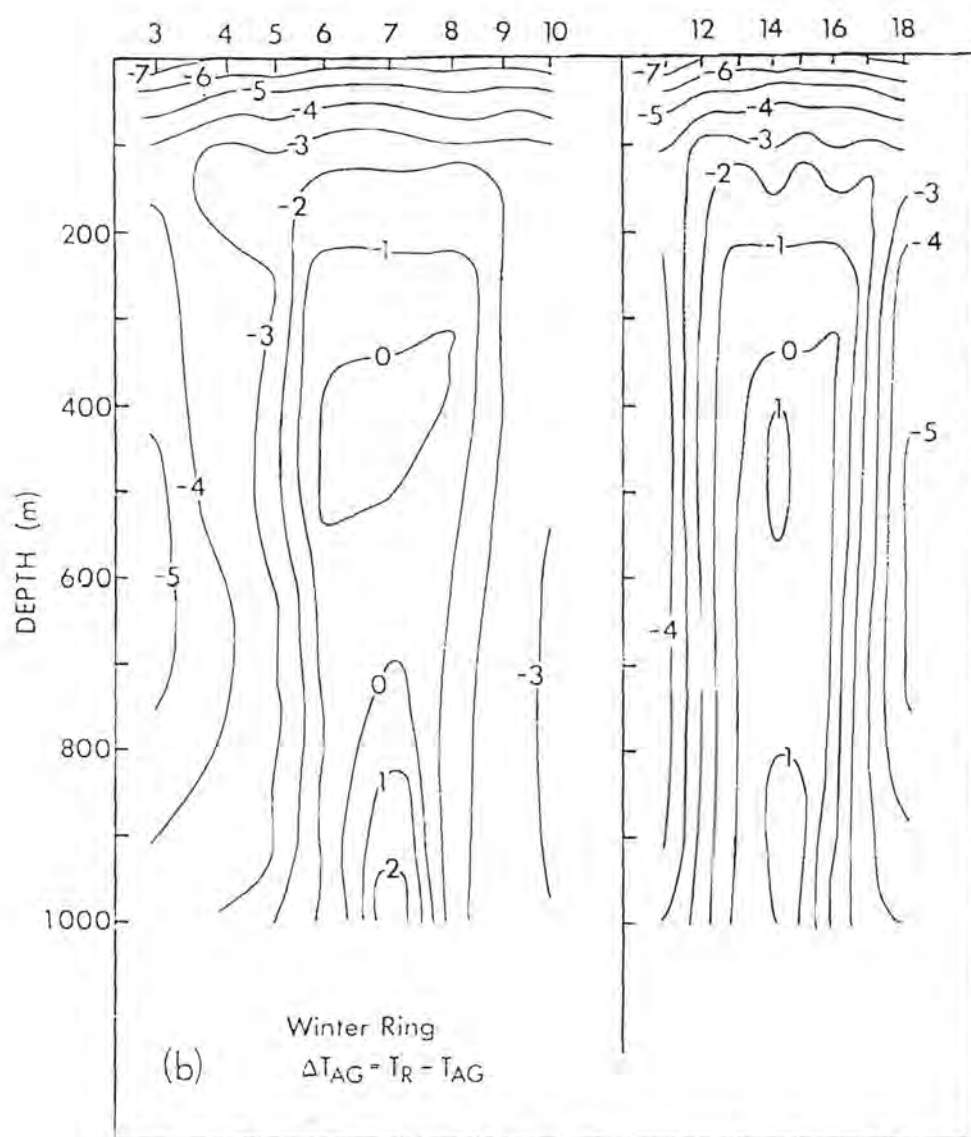 3 4 5 6 7 8 9 10 12 14 16 18
-7 -6 -7 -6
-5 -5
-4 -4
-3 -3
-2 -2 -3
200 -1 -1 -4
-3 0 0
400 1 -5
-4
DEPTH (m)
600 -5 -4
0 -3
800 1 1
2
1000
Winter Ring
(b) ΔT_AG = T_R - T_AG